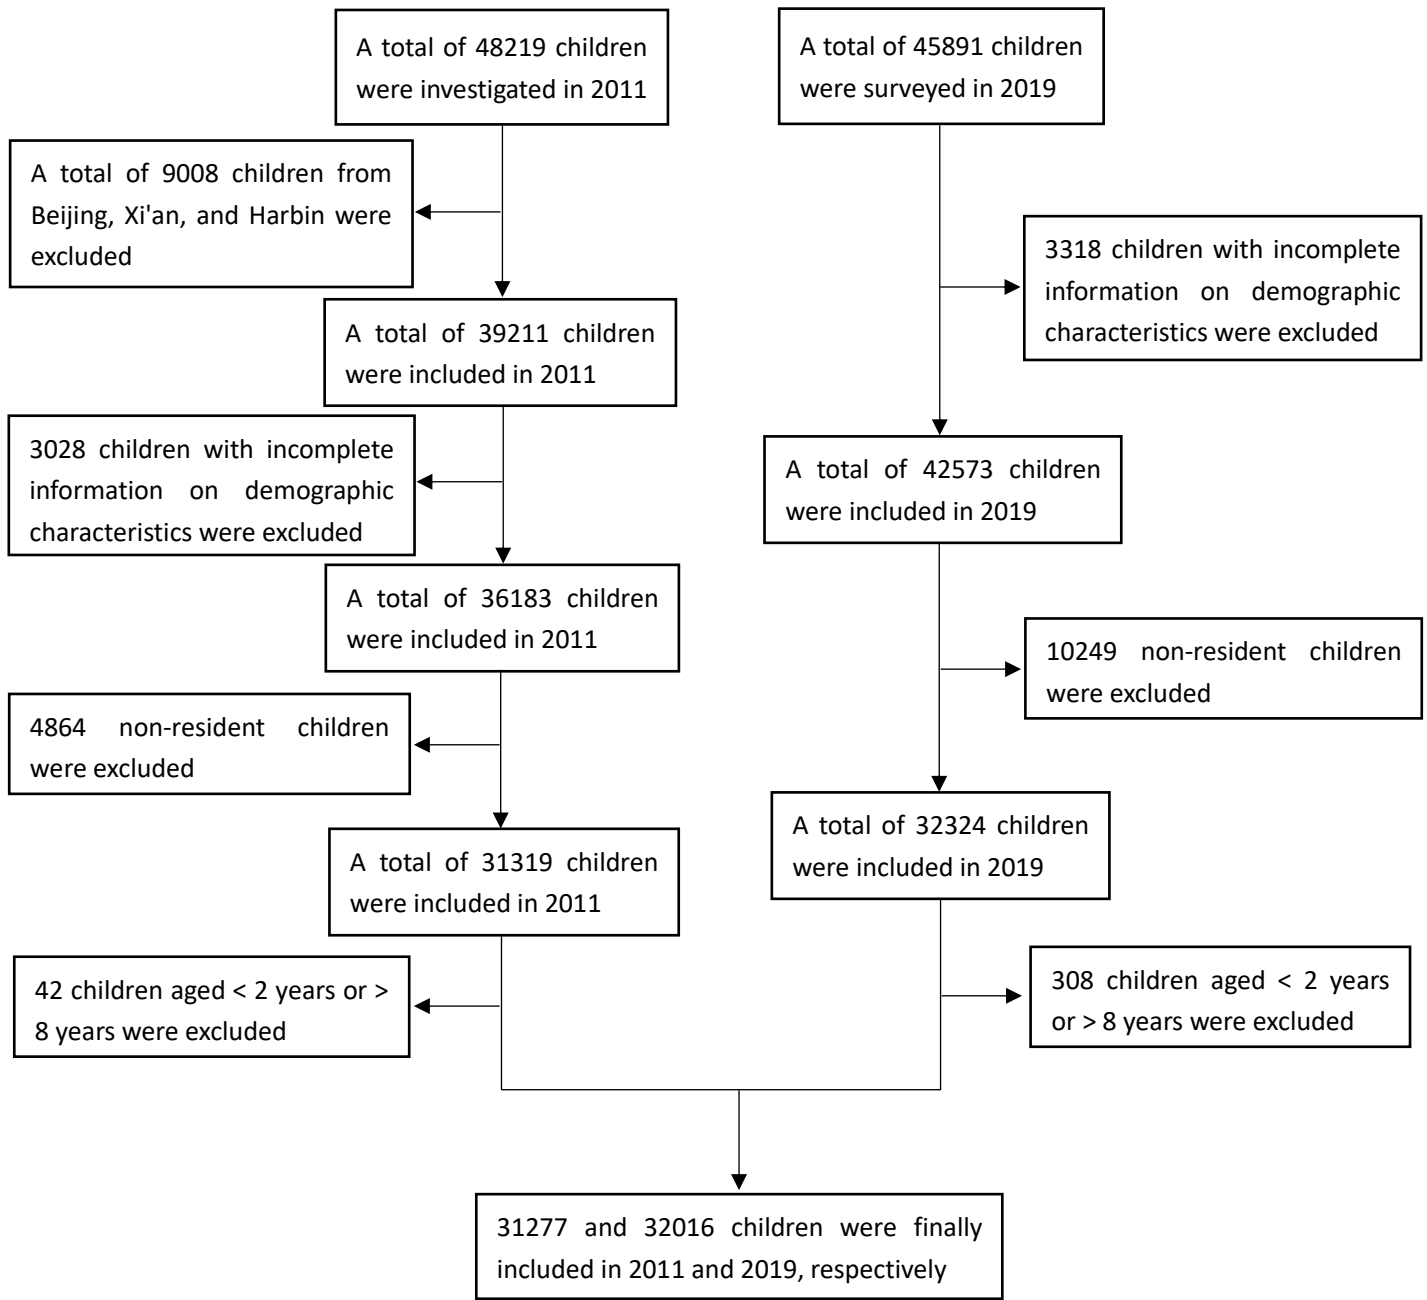 A total of 48219 children
were investigated in 2011
A total of 9008 children from
Beijing, Xi'an, and Harbin were
excluded
A total of 39211 children
were included in 2011
3028 children with incomplete
information on demographic
characteristics were excluded
A total of 36183 children
were included in 2011
4864 non-resident children
were excluded
A total of 31319 children
were included in 2011
42 children aged < 2 years or >
8 years were excluded
A total of 45891 children
were surveyed in 2019
3318 children with incomplete
information on demographic
characteristics were excluded
A total of 42573 children
were included in 2019
10249 non-resident children
were excluded
A total of 32324 children
were included in 2019
308 children aged < 2 years
or > 8 years were excluded
31277 and 32016 children were finally
included in 2011 and 2019, respectively